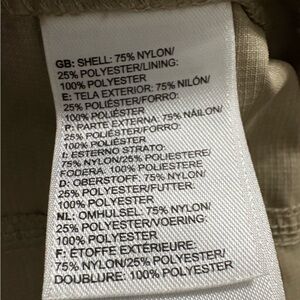 GB: SHELL: 75% NYLON/
25% POLYESTER/LINING:
100% POLYESTER
E: TELA EXTERIOR: 75% NILÓN/
25% POLIÉSTER/FORRO:
100% POLIÉSTER
P: PARTE EXTERNA: 75% NÁILON/
25% POLIÉSTER/FORRO:
100% POLIÉSTER
I: ESTERNO STRATO:
75% NYLON/25% POLIESTERE/
FODERA: 100% POLIESTERE
D: OBERSTOFF: 75% NYLON/
25% POLYESTER/FUTTER:
100% POLYESTER
NL: OMHULSEL: 75% NYLON/
25% POLYESTER/VOERING:
100% POLYESTER
F: ÉTOFFE EXTÉRIEURE:
75% NYLON/25% POLYESTER/
DOUBLURE: 100% POLYESTER